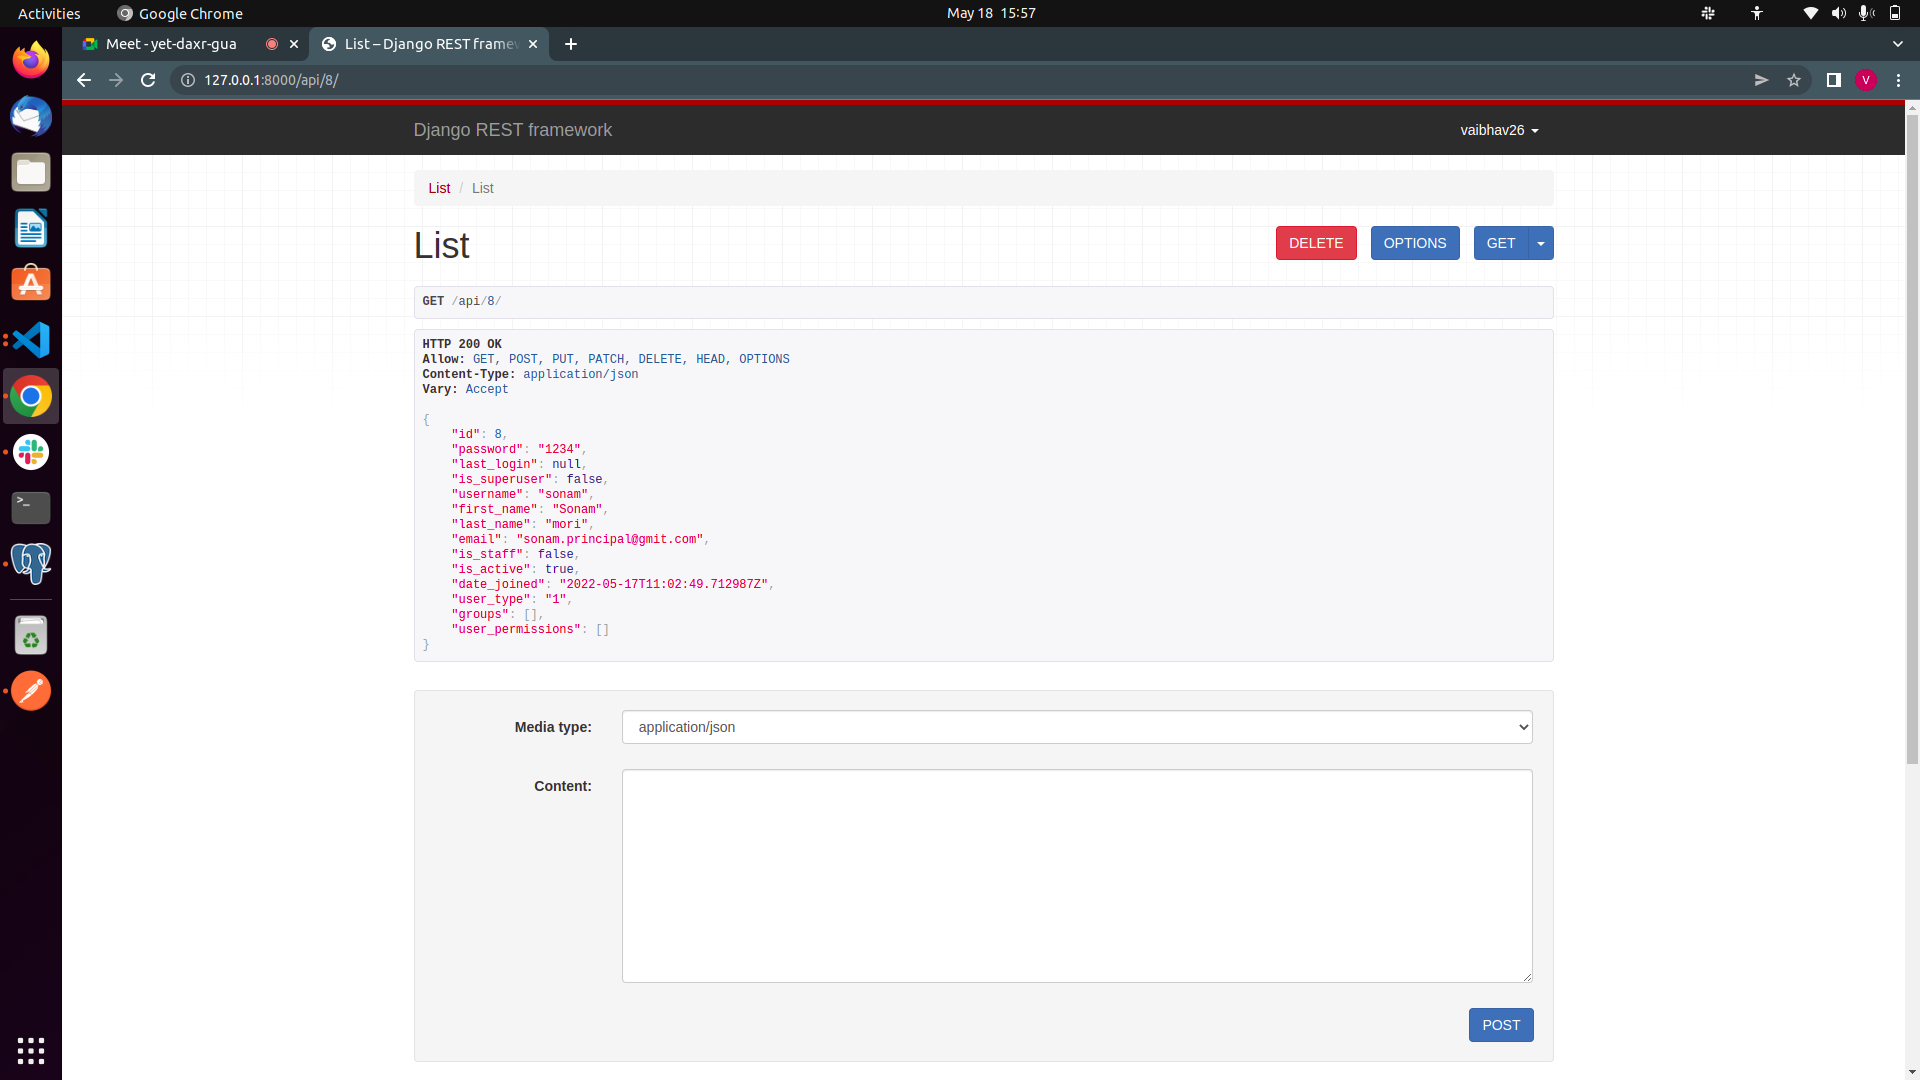 Activities
Google Chrome
May 18 15:57
Meet - yet-daxr-gua
List – Django REST framew
127.0.0.1:8000/api/8/
V
Django REST framework
vaibhav26
List / List
List
DELETE
OPTIONS
GET
GET /api/8/
HTTP 200 OK
Allow: GET, POST, PUT, PATCH, DELETE, HEAD, OPTIONS
Content-Type: application/json
Vary: Accept
{
"id": 8,
"password": "1234",
"last_login": null,
"is_superuser": false,
"username": "sonam",
"first_name": "Sonam",
"last_name": "mori",
"email": "sonam.principal@gmit.com",
"is_staff": false,
"is_active": true,
"date_joined": "2022-05-17T11:02:49.712987Z",
"user_type": "1",
"groups": [],
"user_permissions": []
}
Media type:
application/json
Content:
POST